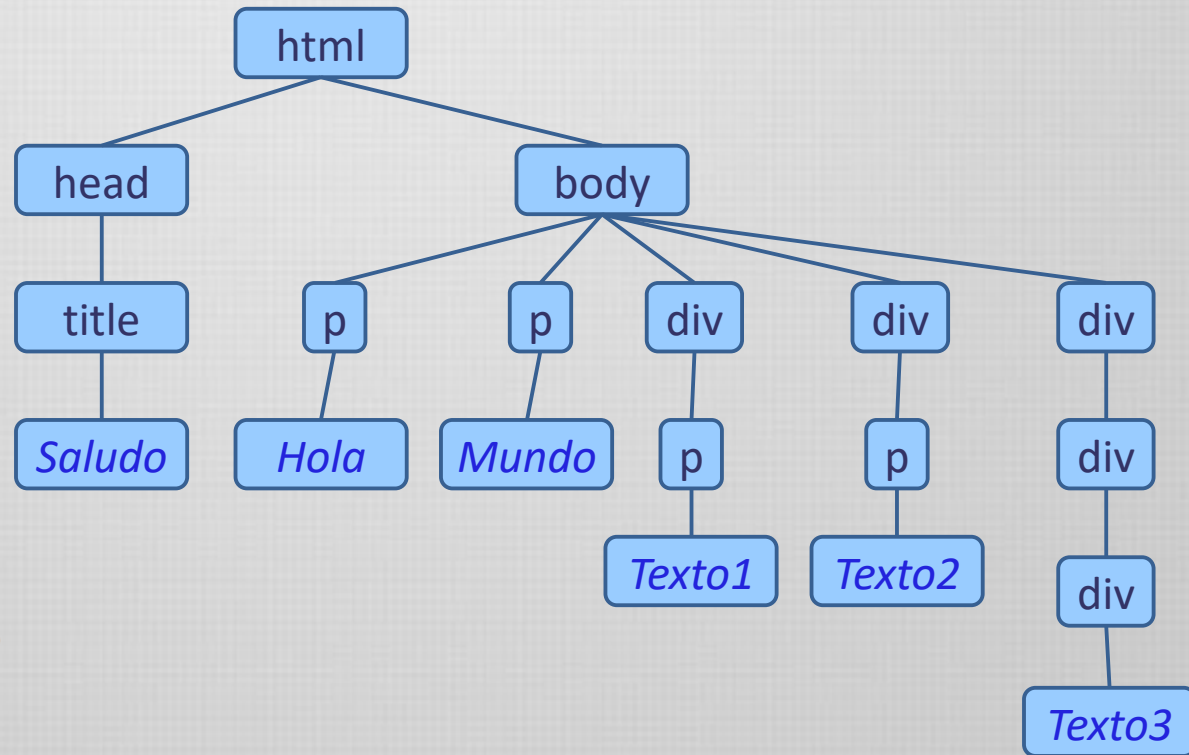 html
head
body
title
p
p
div
div
div
Saludo
Hola
Mundo
p
p
div
Texto1
Texto2
div
Texto3